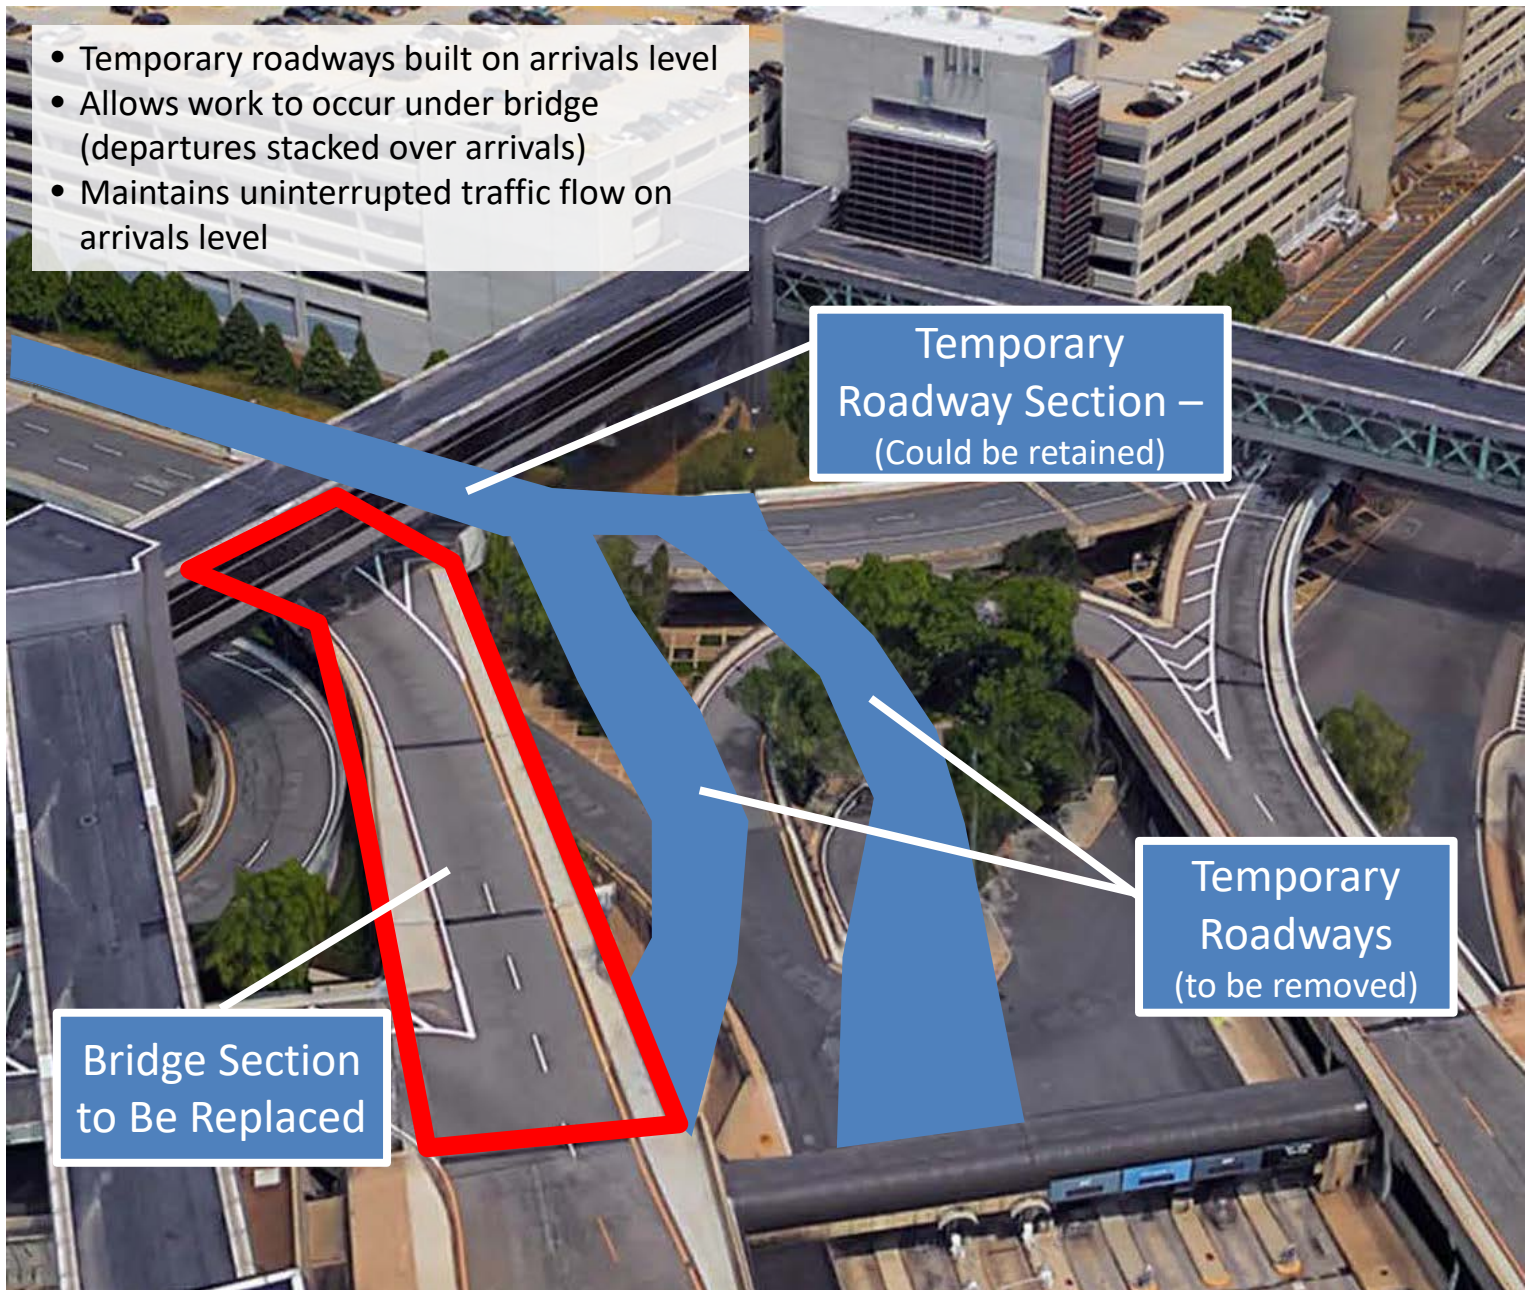 • Temporary roadways built on arrivals level
• Allows work to occur under bridge
(departures stacked over arrivals)
• Maintains uninterrupted traffic flow on
arrivals level
Temporary
Roadway Section –
(Could be retained)
Temporary
Roadways
(to be removed)
Bridge Section
to Be Replaced